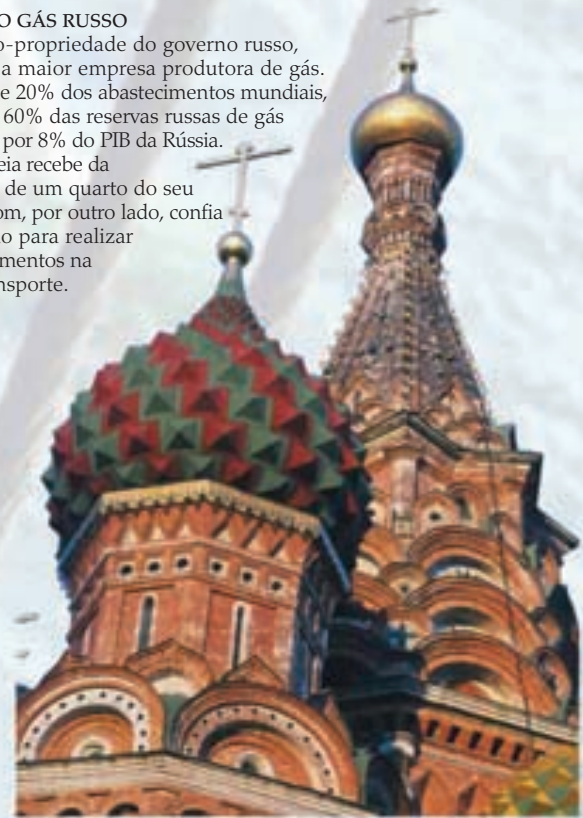 O GÁS RUSSO
o-propriedade do governo russo,
a maior empresa produtora de gás.
e 20% dos abastecimentos mundiais,
60% das reservas russas de gás
por 8% do PIB da Rússia.
eia recebe da
de um quarto do seu
om, por outro lado, confia
o para realizar
mentos na
nsporte.